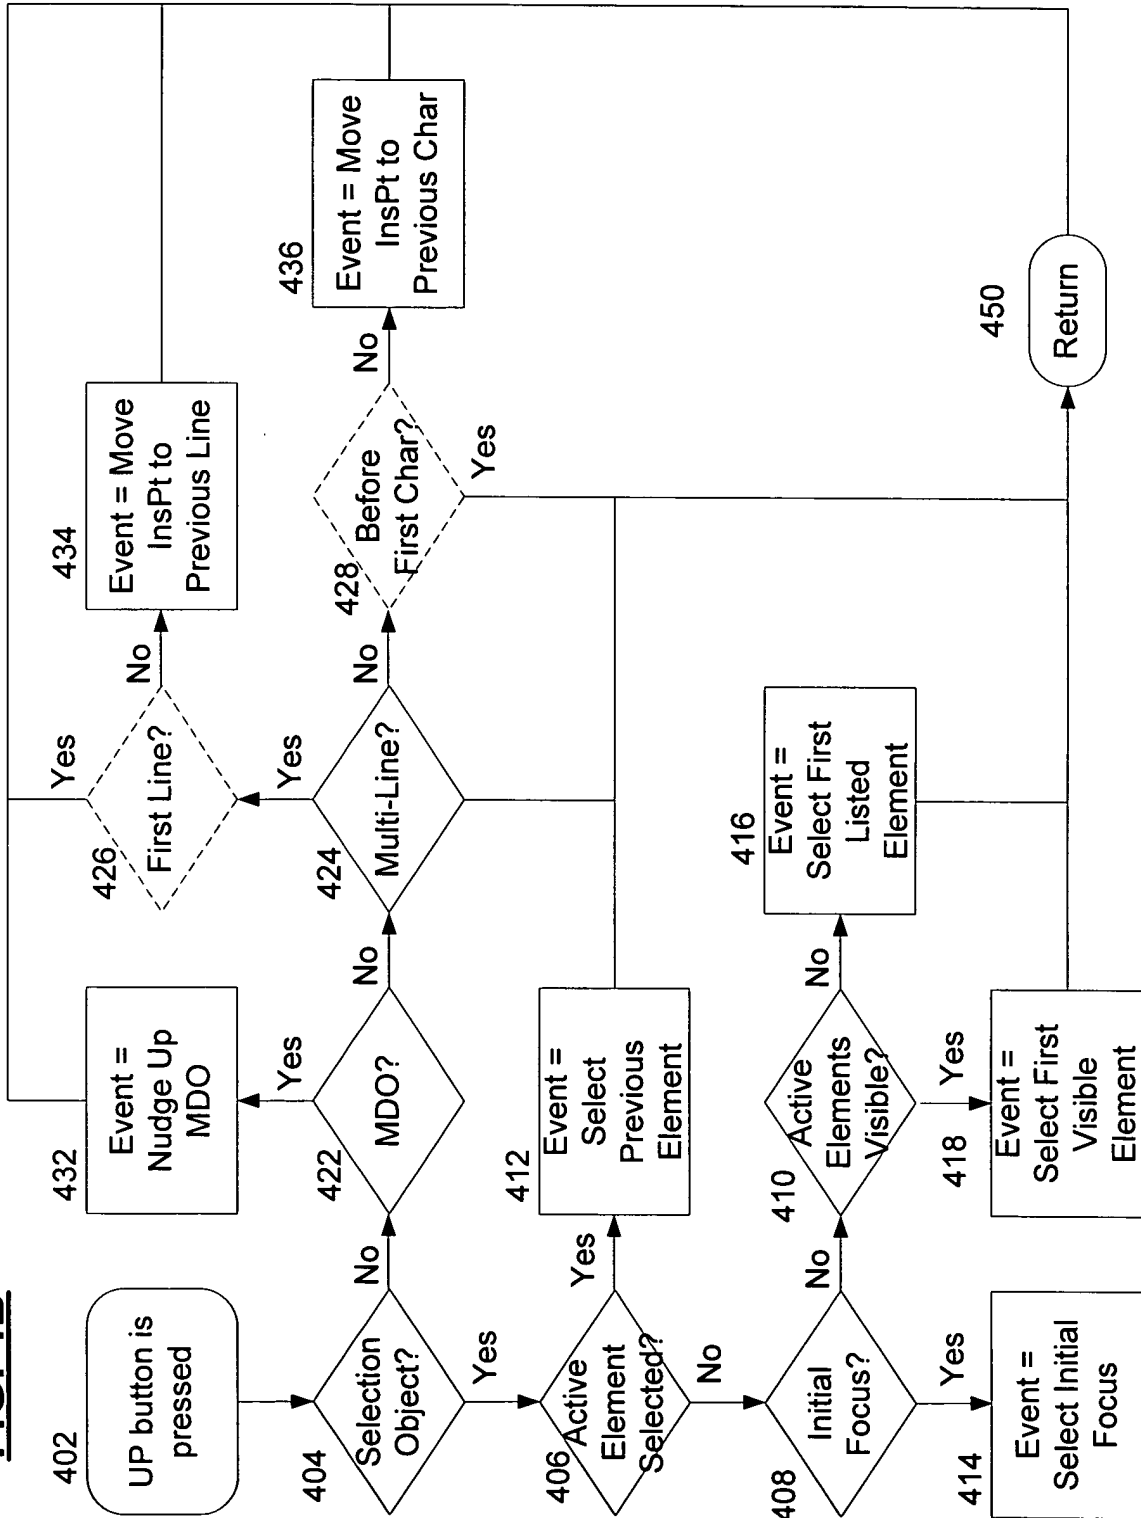 402
UP button is
pressed
404
Selection
Object?
No
Yes
422
MDO?
Yes
No
432
Event =
Nudge Up
MDO
424
Multi-Line?
Yes
No
426
First Line?
Yes
No
434
Event = Move
InsPt to
Previous Line
428
Before
First Char?
No
Yes
436
Event = Move
InsPt to
Previous Char
406
Active
Element
Selected?
Yes
No
412
Event =
Select
Previous
Element
408
Initial
Focus?
No
Yes
410
Active
Elements
Visible?
No
Yes
416
Event =
Select First
Listed
Element
414
Event =
Select Initial
Focus
418
Event =
Select First
Visible
Element
450
Return